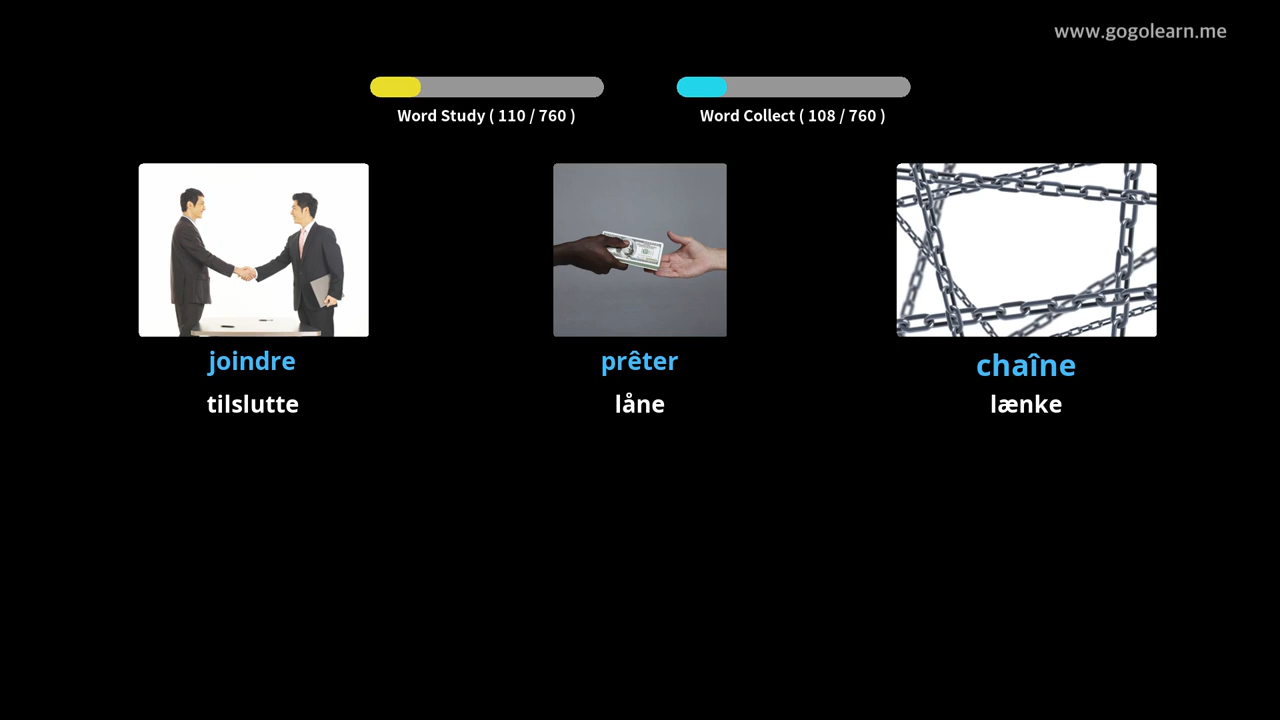 www.gogolearn.me
Word Study ( 110 / 760 )
Word Collect ( 108 / 760 )
joindre
prêter
chaîne
tilslutte
låne
lænke